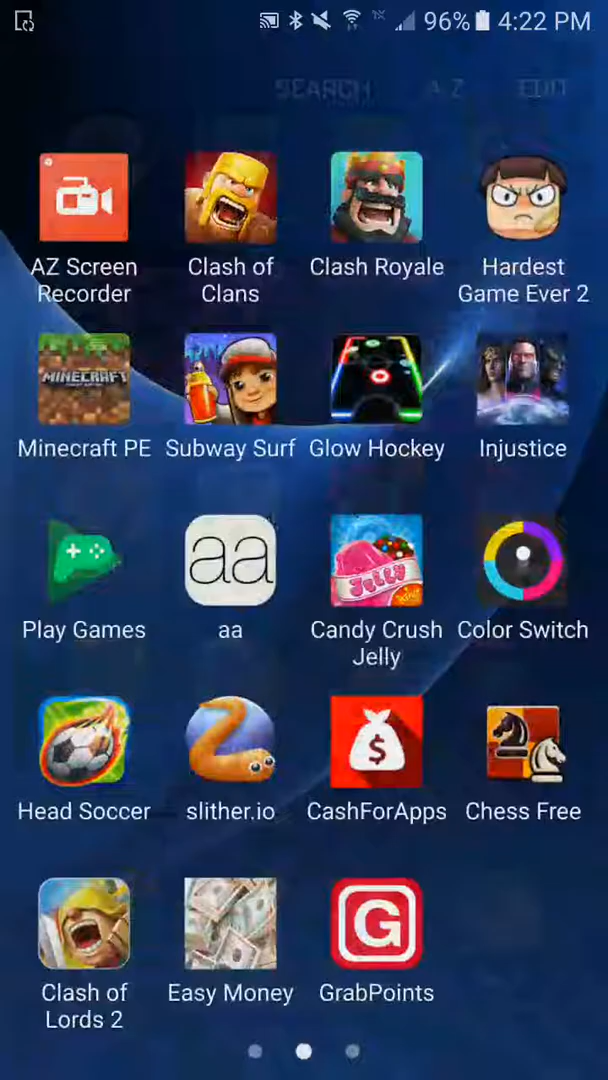 96% 4:22 PM
SEARCH A-Z EDIT
AZ Screen Recorder
Clash of Clans
Clash Royale
Hardest Game Ever 2
MINECRAFT
Minecraft PE
Subway Surf
Glow Hockey
Injustice
aa
Jelly
Play Games
aa
Candy Crush Jelly
Color Switch
$
Head Soccer
slither.io
CashForApps
Chess Free
G
Clash of Lords 2
Easy Money
GrabPoints